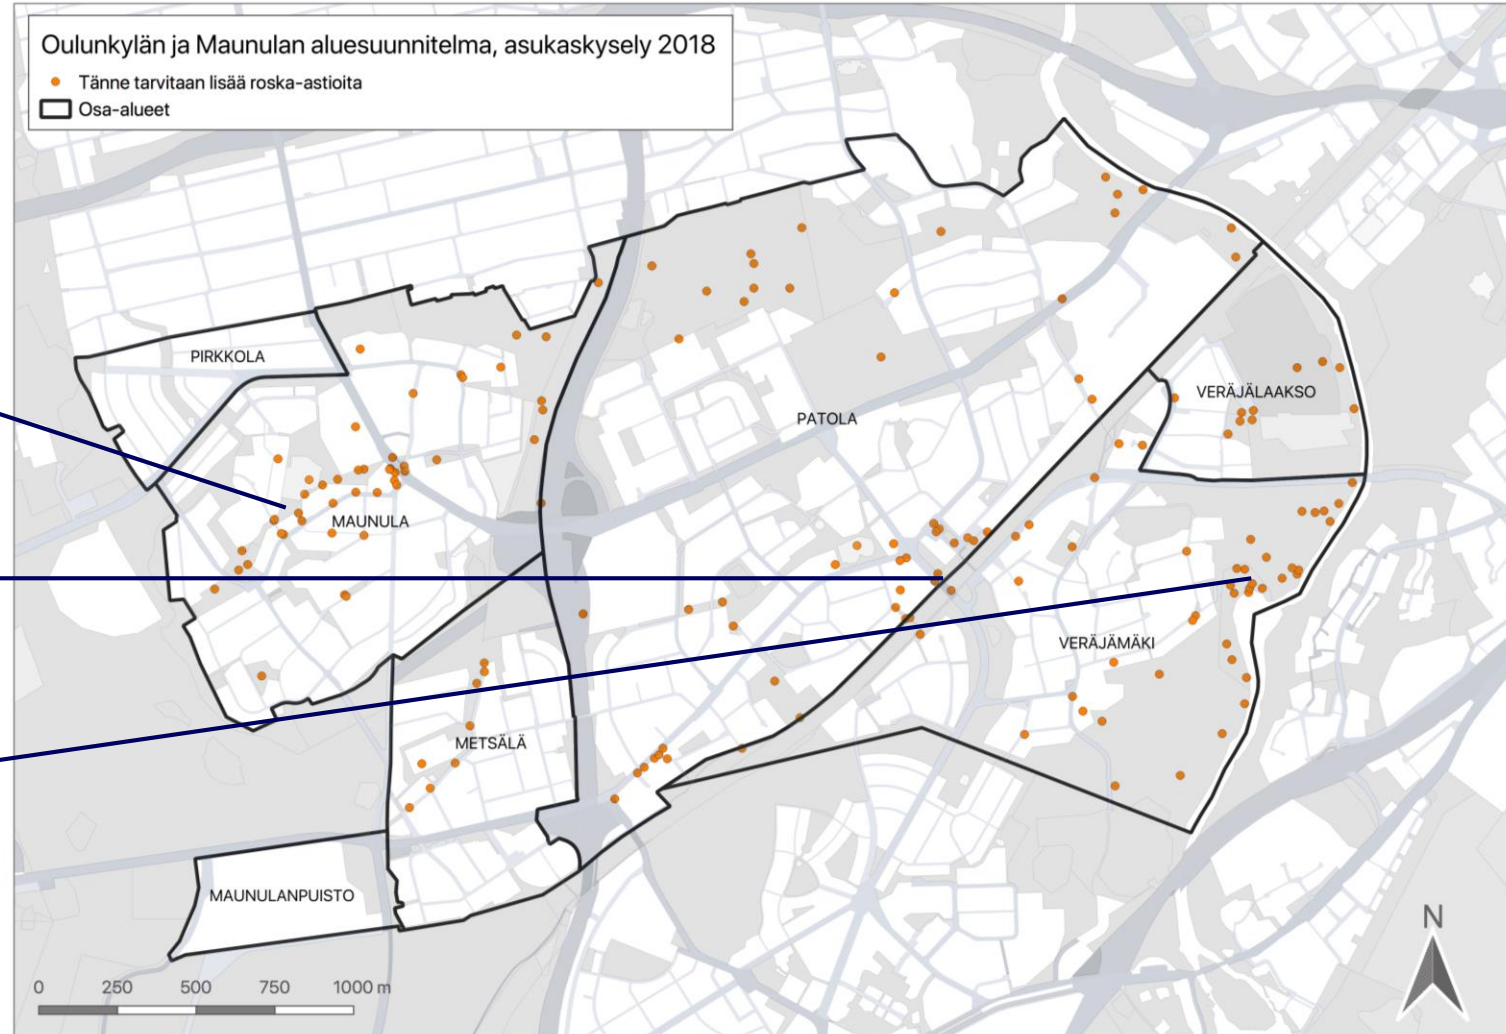 Oulunkylän ja Maunulan aluesuunnitelma, asukaskysely 2018
Tänne tarvitaan lisää roska-astioita
Osa-alueet
PIRKKOLA
VERÄJÄLAAKSO
PATOLA
MAUNULA
VERÄJÄMÄKI
METSÄLÄ
MAUNULANPUISTO
N
0 250 500 750 1000 m